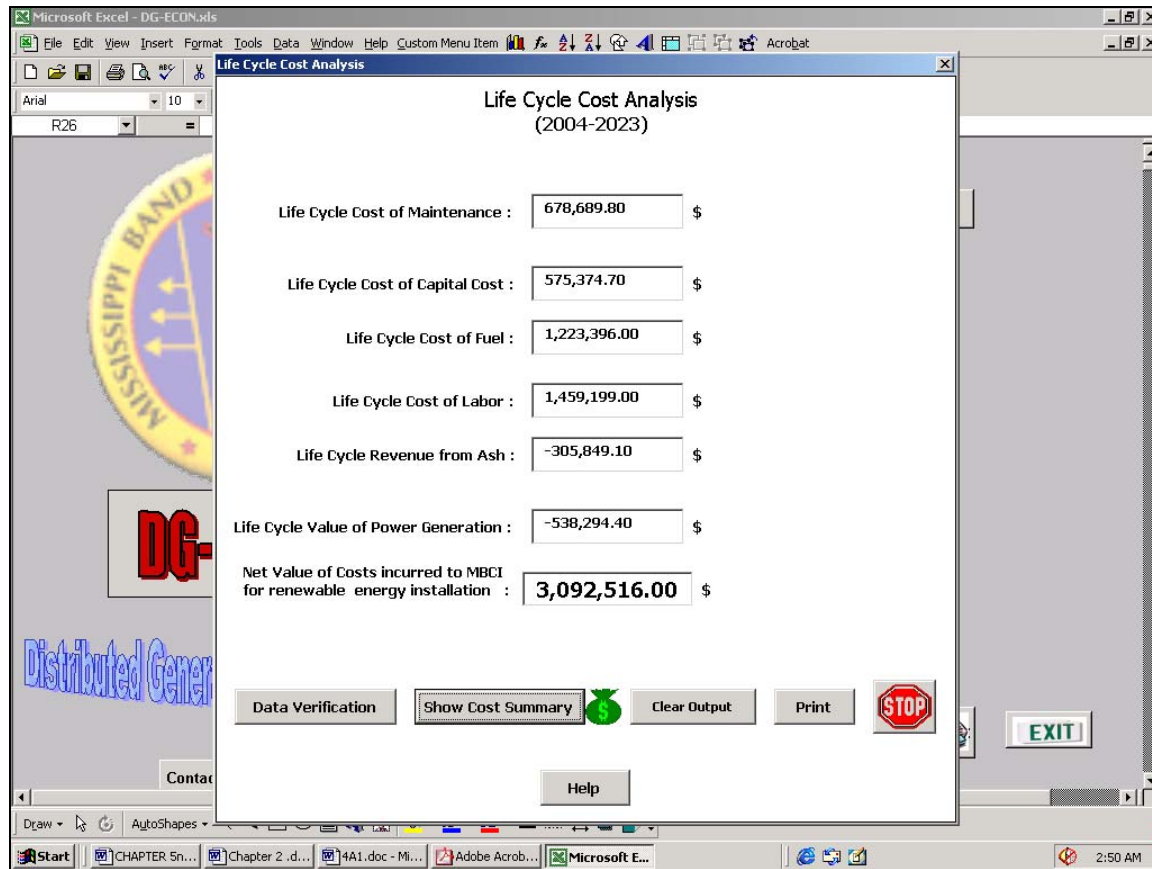 Microsoft Excel - DG-ECON.xls
File Edit View Insert Format Tools Data Window Help Custom Menu Item Acrobat
Arial 10
R26 =
Life Cycle Cost Analysis
Life Cycle Cost Analysis
(2004-2023)
Life Cycle Cost of Maintenance : 678,689.80 $
Life Cycle Cost of Capital Cost : 575,374.70 $
Life Cycle Cost of Fuel : 1,223,396.00 $
Life Cycle Cost of Labor : 1,459,199.00 $
Life Cycle Revenue from Ash : -305,849.10 $
Life Cycle Value of Power Generation : -538,294.40 $
Net Value of Costs incurred to MBCI
for renewable energy installation : 3,092,516.00 $
Data Verification Show Cost Summary $ Clear Output Print STOP
Help
MISSISSIPPI BAND
DG-
Distributed Gener
EXIT
Contac
Draw AutoShapes
Start CHAPTER 5n... Chapter 2 .d... 4A1.doc - Mi... Adobe Acrob... Microsoft E... 2:50 AM